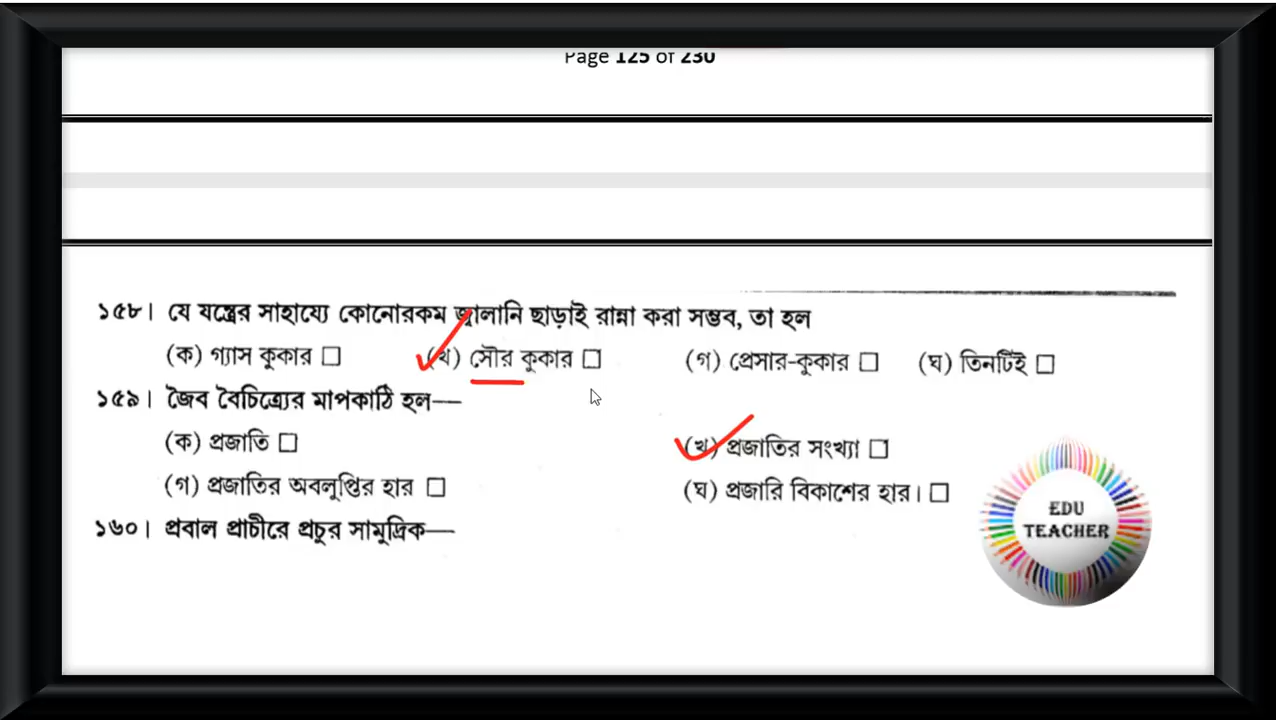 Page 125 of 230
১৫৮। যে যন্ত্রের সাহায্যে কোনোরকম জ্বালানি ছাড়াই রান্না করা সম্ভব, তা হল
(ক) গ্যাস কুকার □ (খ) সৌর কুকার □ (গ) প্রেসার-কুকার □ (ঘ) তিনটিই □
১৫৯। জৈব বৈচিত্র্যের মাপকাঠি হল—
(ক) প্রজাতি □ (খ) প্রজাতির সংখ্যা □
(গ) প্রজাতির অবলুপ্তির হার □ (ঘ) প্রজারি বিকাশের হার। □
১৬০। প্রবাল প্রাচীরে প্রচুর সামুদ্রিক—
EDU
TEACHER